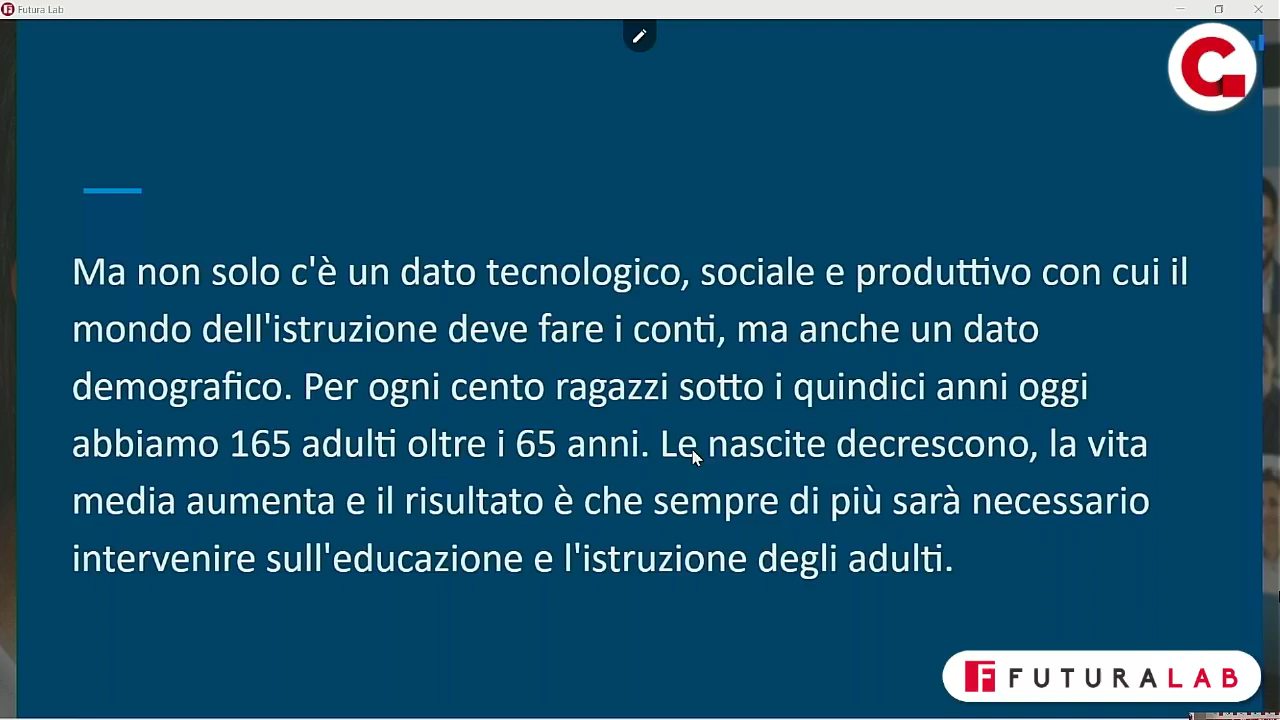 Futura Lab
Ma non solo c'è un dato tecnologico, sociale e produttivo con cui il
mondo dell'istruzione deve fare i conti, ma anche un dato
demografico. Per ogni cento ragazzi sotto i quindici anni oggi
abbiamo 165 adulti oltre i 65 anni. Le nascite decrescono, la vita
media aumenta e il risultato è che sempre di più sarà necessario
intervenire sull'educazione e l'istruzione degli adulti.
FUTURALAB